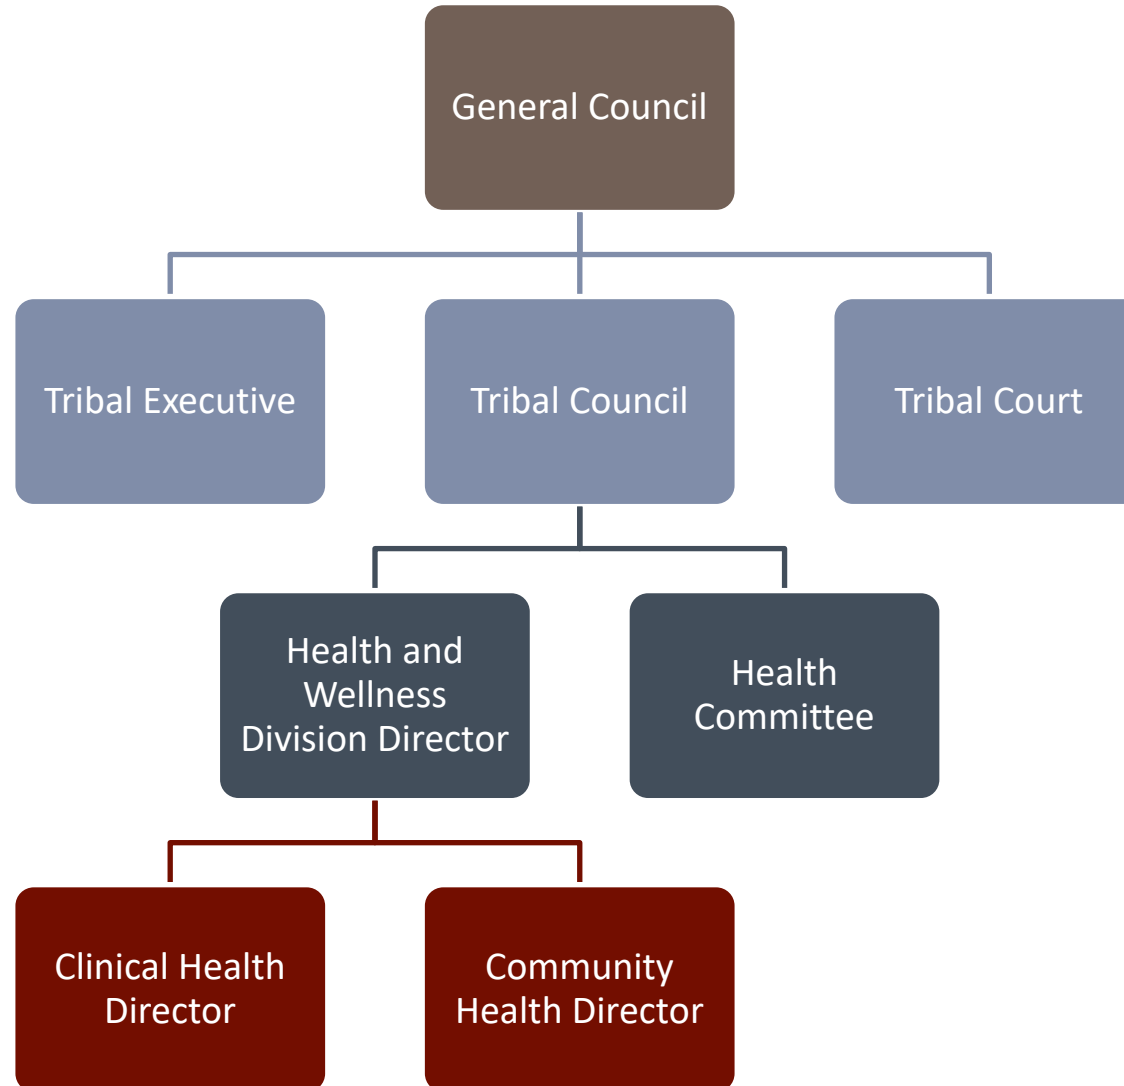 General Council
Tribal Executive
Tribal Council
Tribal Court
Health and
Wellness
Division Director
Health
Committee
Clinical Health
Director
Community
Health Director